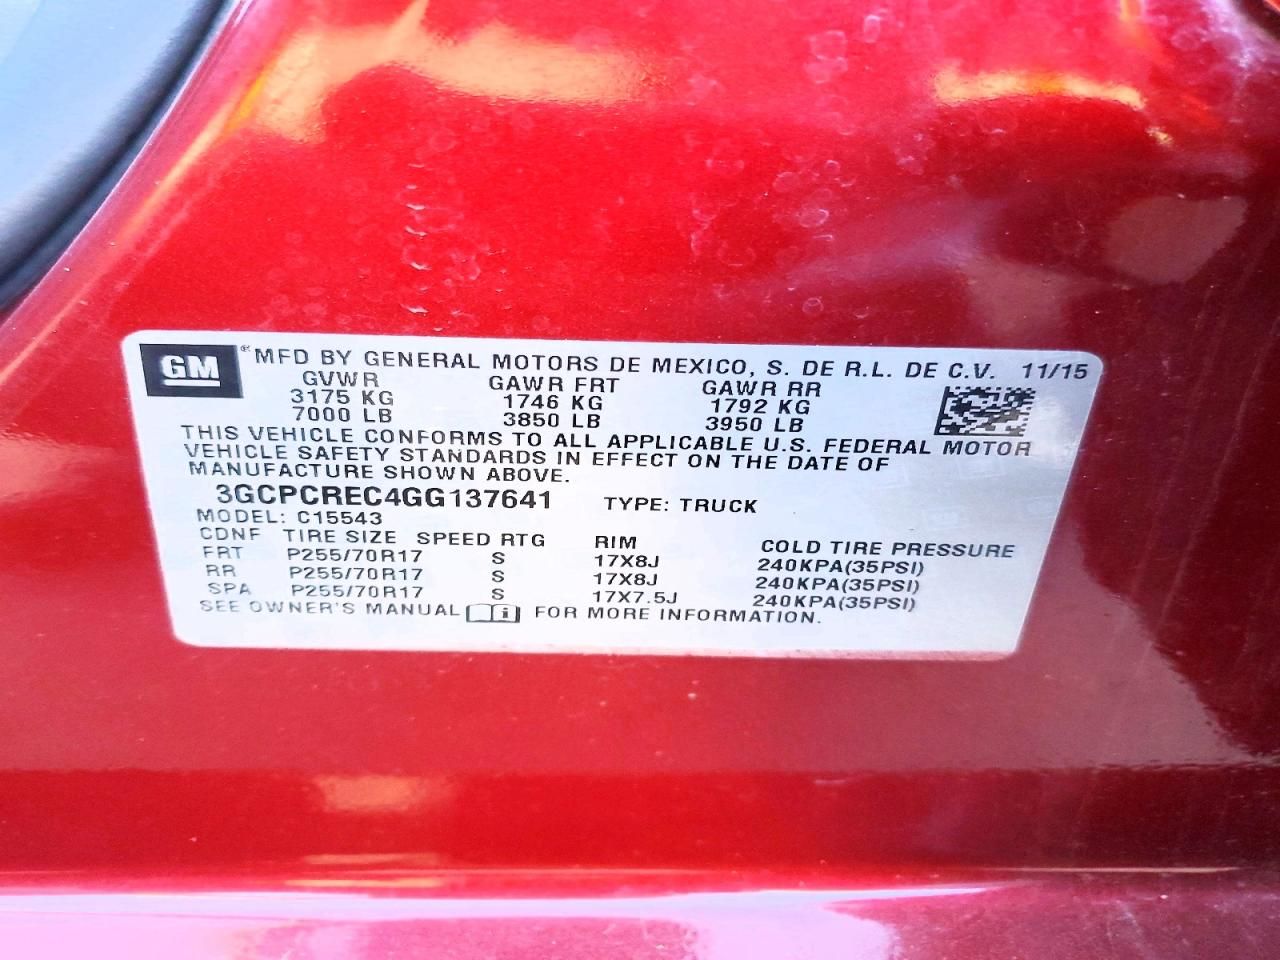 GM ® MFD BY GENERAL MOTORS DE MEXICO, S. DE R.L. DE C.V. 11/15
GVWR GAWR FRT GAWR RR
3175 KG 1746 KG 1792 KG
7000 LB 3850 LB 3950 LB
THIS VEHICLE CONFORMS TO ALL APPLICABLE U.S. FEDERAL MOTOR
VEHICLE SAFETY STANDARDS IN EFFECT ON THE DATE OF
MANUFACTURE SHOWN ABOVE.
3GCPCREC4GG137641 TYPE: TRUCK
MODEL: C15543
CDNF TIRE SIZE SPEED RTG RIM COLD TIRE PRESSURE
FRT P255/70R17 S 17X8J 240KPA(35PSI)
RR P255/70R17 S 17X8J 240KPA(35PSI)
SPA P255/70R17 S 17X7.5J 240KPA(35PSI)
SEE OWNER'S MANUAL i FOR MORE INFORMATION.